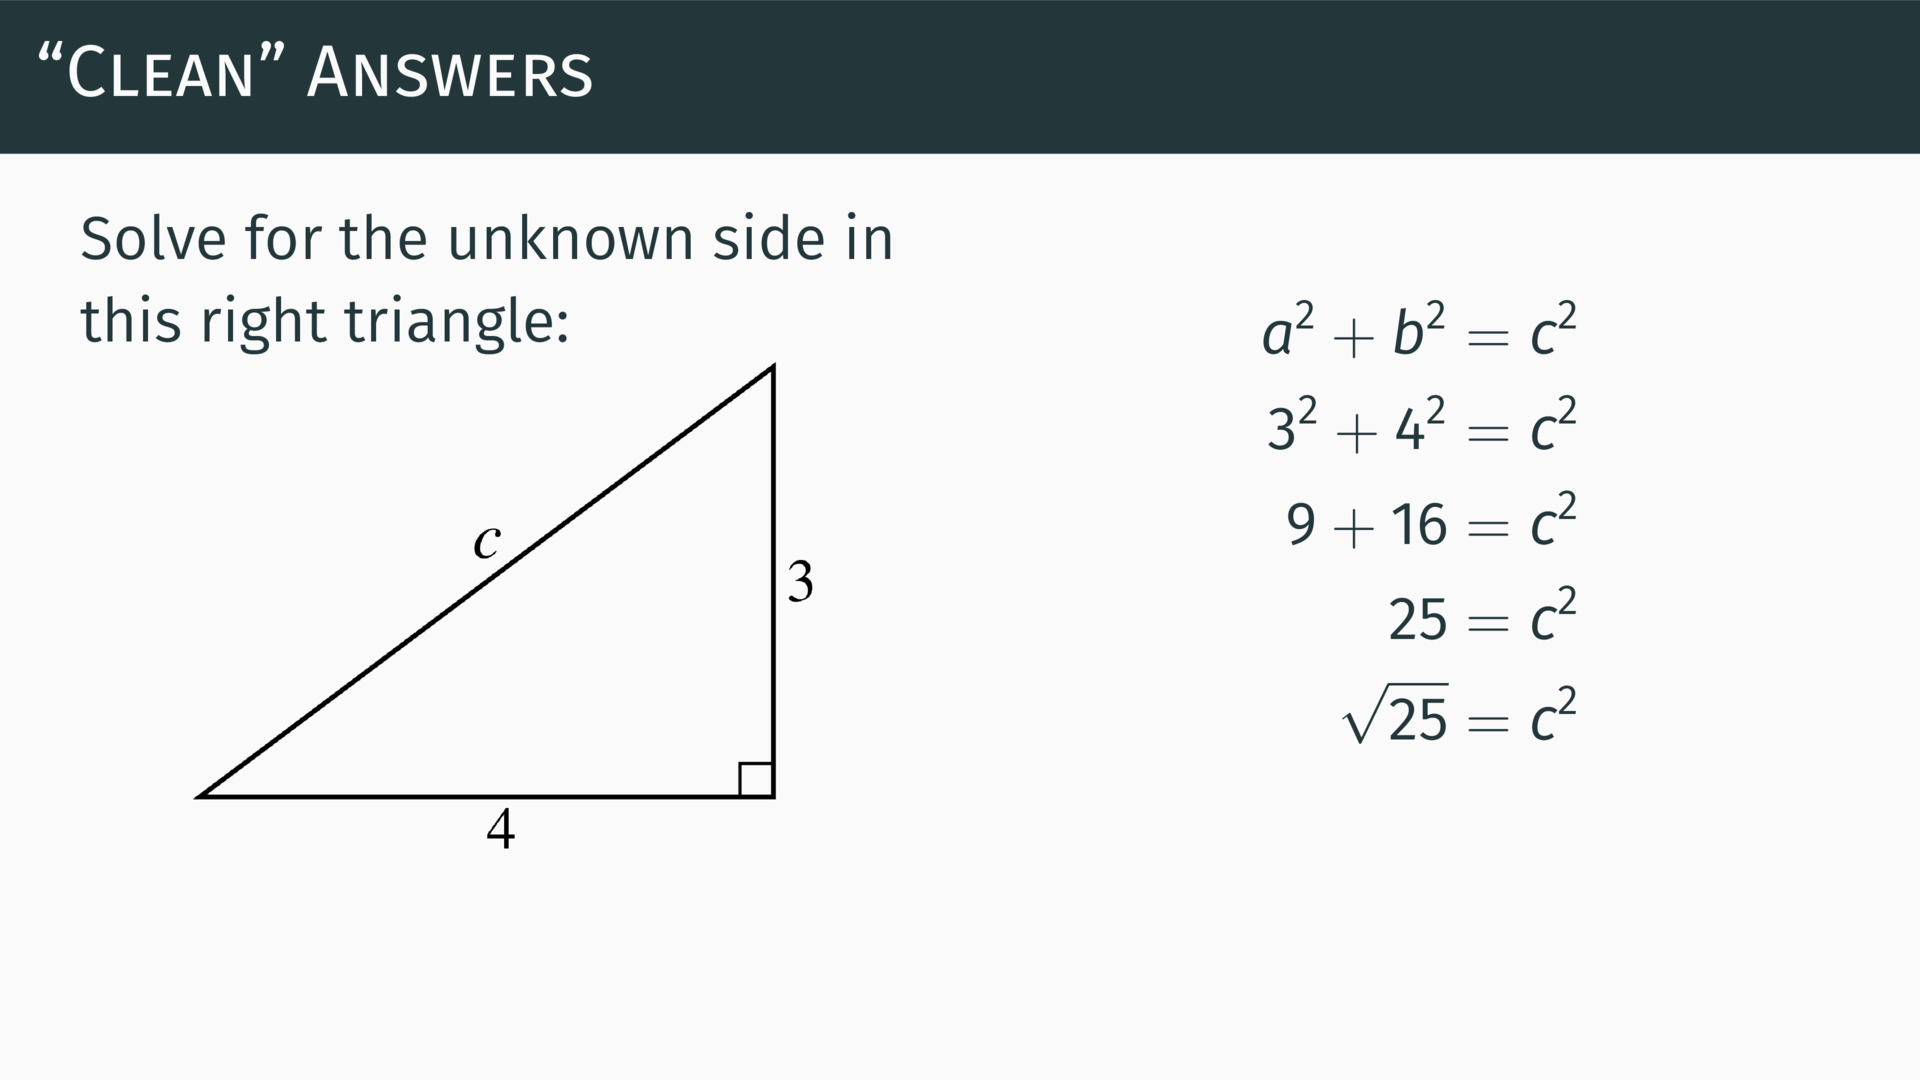 “Clean” Answers
Solve for the unknown side in
this right triangle:
c
3
4
a² + b² = c²
3² + 4² = c²
9 + 16 = c²
25 = c²
√25 = c²